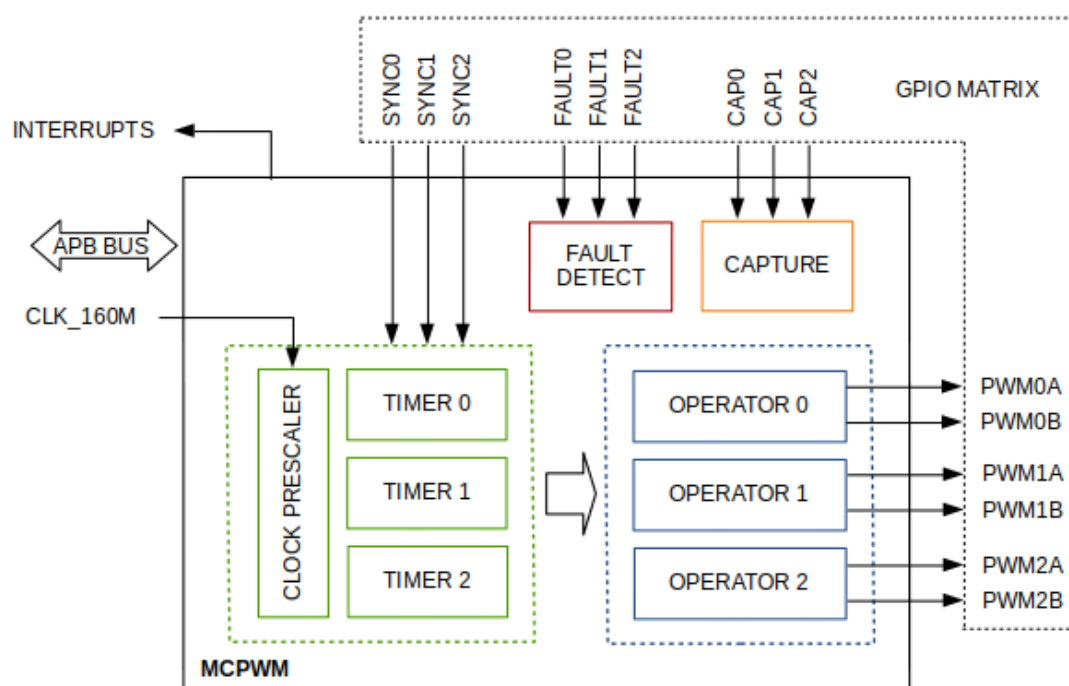 SYNC0
SYNC1
SYNC2
FAULT0
FAULT1
FAULT2
CAP0
CAP1
CAP2
GPIO MATRIX
INTERRUPTS
APB BUS
CLK_160M
FAULT
DETECT
CAPTURE
CLOCK PRESCALER
TIMER 0
TIMER 1
TIMER 2
OPERATOR 0
OPERATOR 1
OPERATOR 2
PWM0A
PWM0B
PWM1A
PWM1B
PWM2A
PWM2B
MCPWM